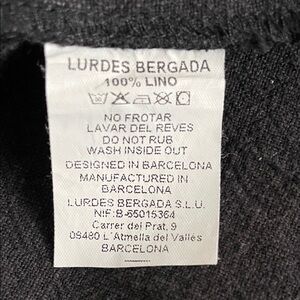 LURDES BERGADA
100% LINO
NO FROTAR
LAVAR DEL REVES
DO NOT RUB
WASH INSIDE OUT
DESIGNED IN BARCELONA
MANUFACTURED IN
BARCELONA
LURDES BERGADA S.L.U.
NIF:B-65015364
Carrer del Prat, 9
08480 L'Atmella del Vallès
BARCELONA